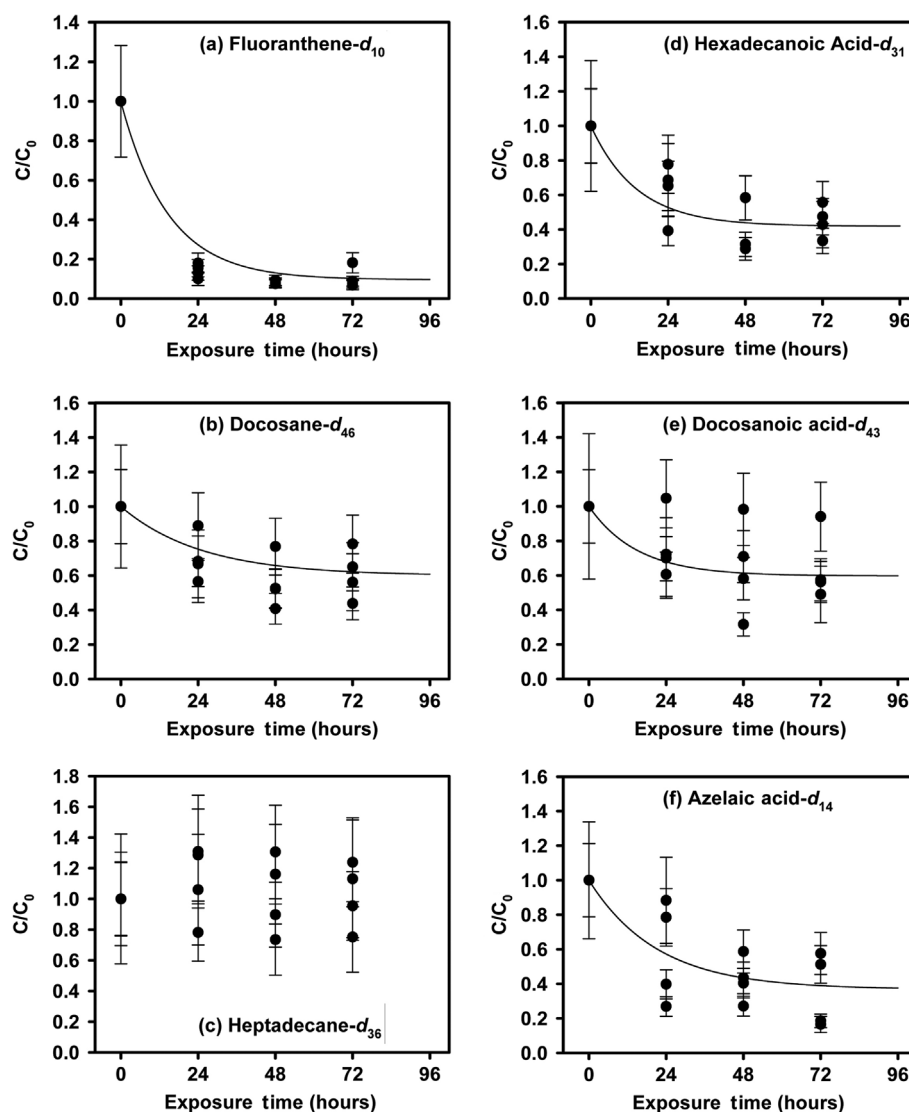 (a) Fluoranthene-d10
C/C0
1.4
1.2
1.0
0.8
0.6
0.4
0.2
0.0
0 24 48 72 96
Exposure time (hours)
(d) Hexadecanoic Acid-d31
C/C0
1.6
1.4
1.2
1.0
0.8
0.6
0.4
0.2
0.0
0 24 48 72 96
Exposure time (hours)
(b) Docosane-d46
C/C0
1.6
1.4
1.2
1.0
0.8
0.6
0.4
0.2
0.0
0 24 48 72 96
Exposure time (hours)
(e) Docosanoic acid-d43
C/C0
1.6
1.4
1.2
1.0
0.8
0.6
0.4
0.2
0.0
0 24 48 72 96
Exposure time (hours)
(c) Heptadecane-d36
C/C0
1.8
1.6
1.4
1.2
1.0
0.8
0.6
0.4
0.2
0.0
0 24 48 72 96
Exposure time (hours)
(f) Azelaic acid-d14
C/C0
1.6
1.4
1.2
1.0
0.8
0.6
0.4
0.2
0.0
0 24 48 72 96
Exposure time (hours)